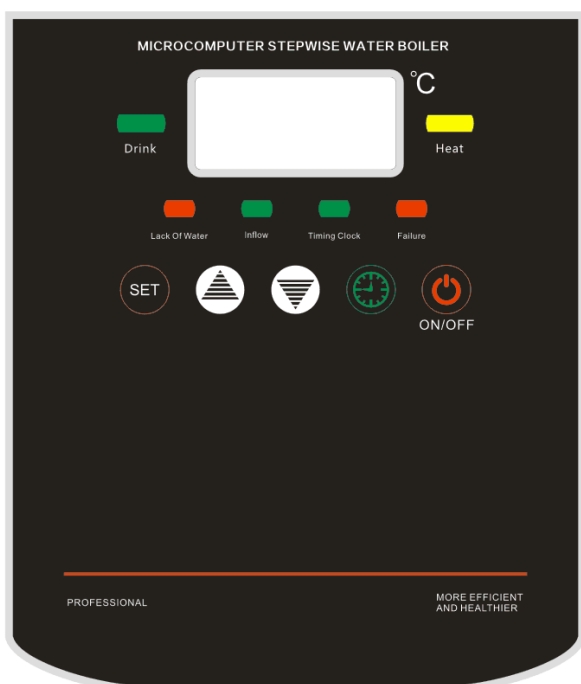 MICROCOMPUTER STEPWISE WATER BOILER
℃
Drink
Heat
Lack Of Water
Inflow
Timing Clock
Failure
SET
ON/OFF
PROFESSIONAL
MORE EFFICIENT
AND HEALTHIER